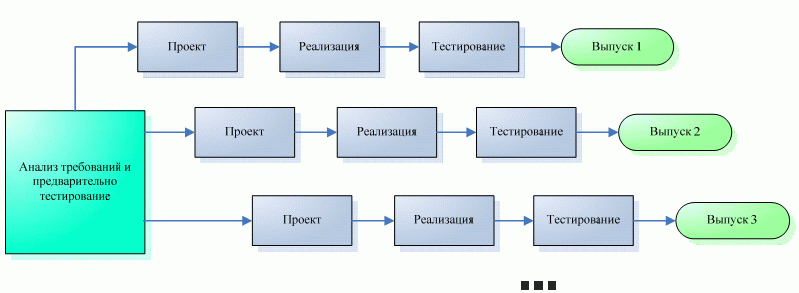 Проект
Реализация
Тестирование
Выпуск 1
Проект
Реализация
Тестирование
Выпуск 2
Анализ требований и
предварительно
тестирование
Проект
Реализация
Тестирование
Выпуск 3